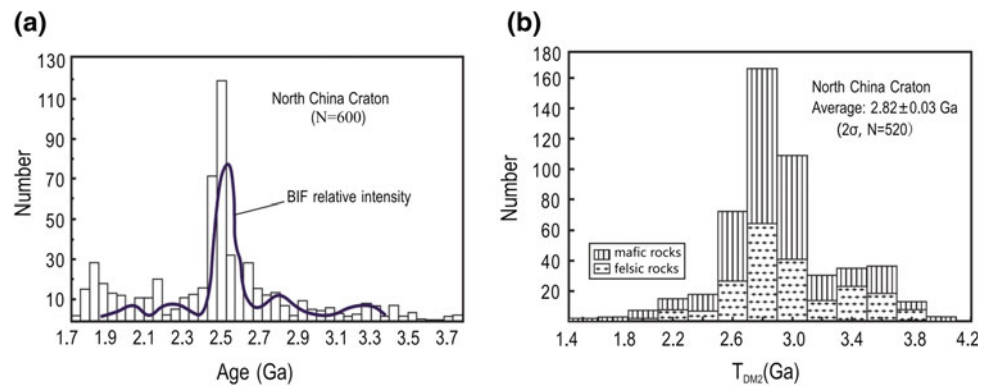 (a)
130
110
90
70
50
30
10
Number
North China Craton
(N=600)
BIF relative intensity
1.7 1.9 2.1 2.3 2.5 2.7 2.9 3.1 3.3 3.5 3.7
Age (Ga)
(b)
180
160
140
120
100
80
60
40
20
Number
North China Craton
Average: 2.82±0.03 Ga
(2σ, N=520)
mafic rocks
felsic rocks
1.4 1.8 2.2 2.6 3.0 3.4 3.8 4.2
TDM2(Ga)